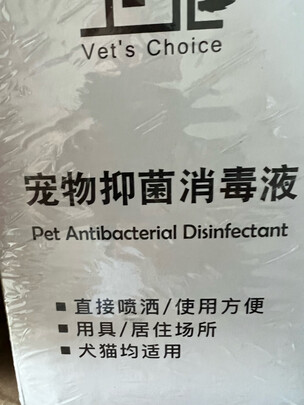 Vet's Choice
宠物抑菌消毒液
Pet Antibacterial Disinfectant
■ 直接喷洒/使用方便
■ 用具/居住场所
■ 犬猫均适用